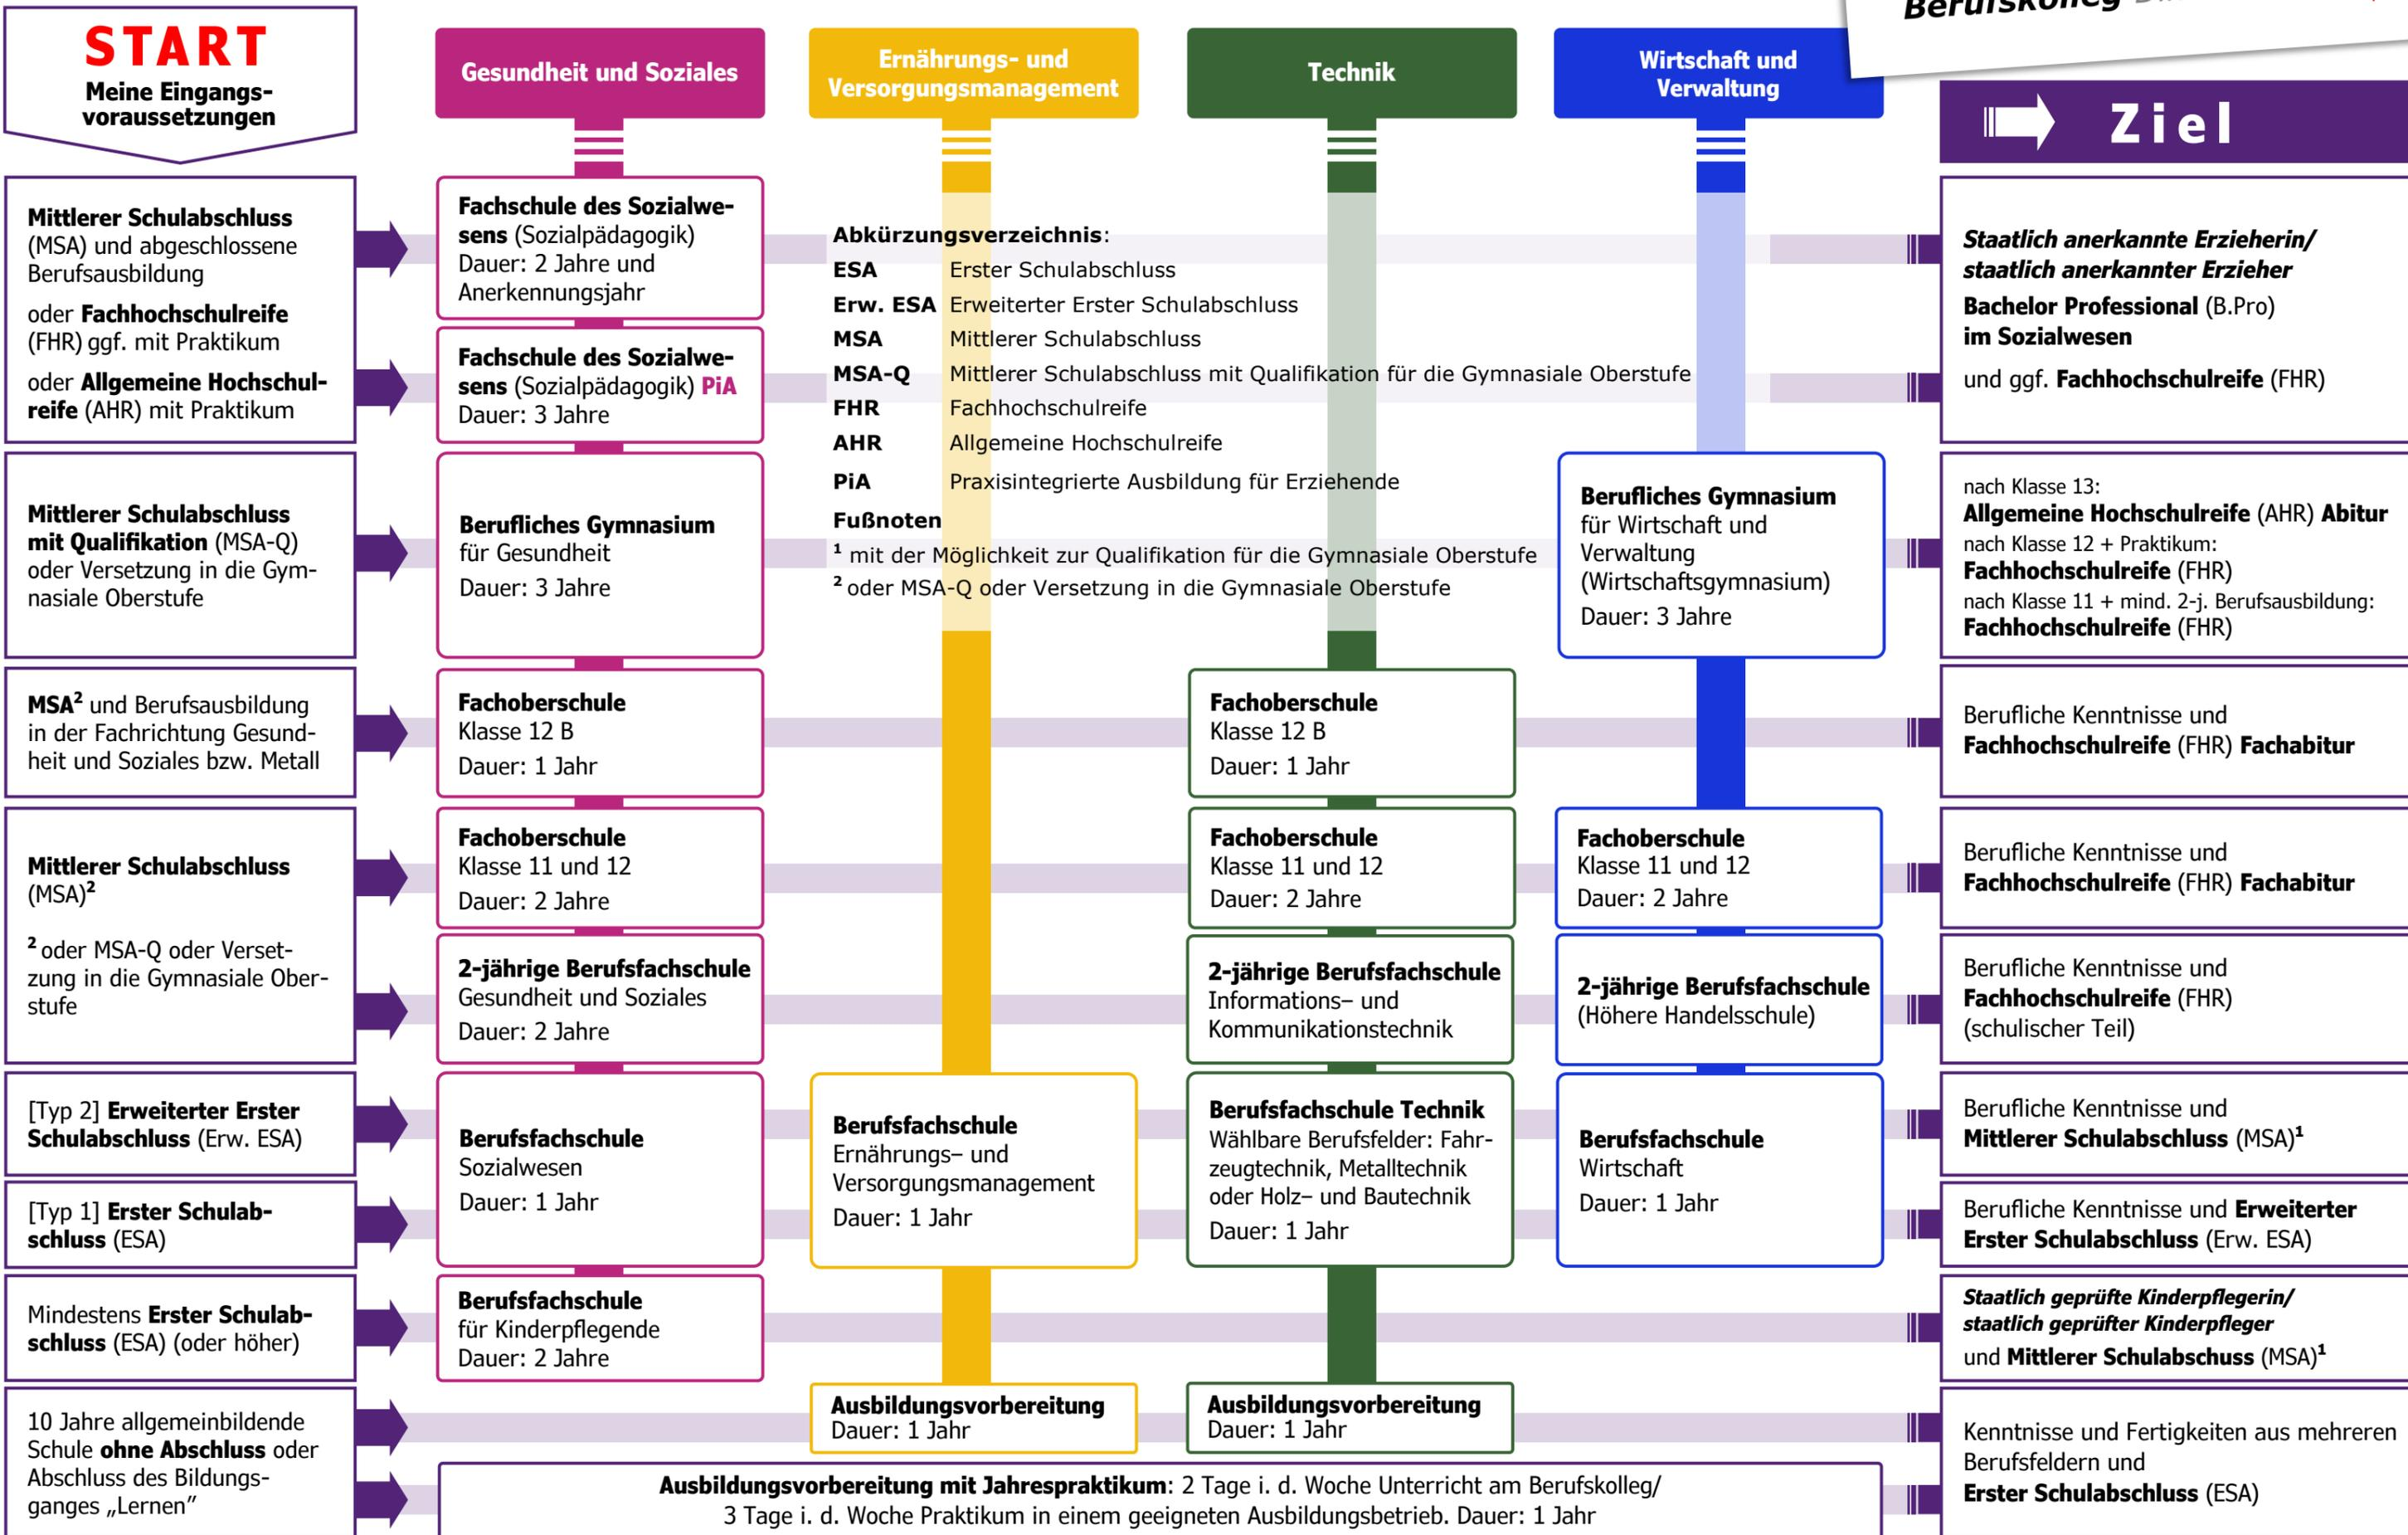 Berufskolleg
START
Meine Eingangs-
voraussetzungen
Gesundheit und Soziales
Ernährungs- und
Versorgungsmanagement
Technik
Wirtschaft und
Verwaltung
Ziel
Mittlerer Schulabschluss
(MSA) und abgeschlossene
Berufsausbildung
oder Fachhochschulreife
(FHR) ggf. mit Praktikum
oder Allgemeine Hochschul-
reife (AHR) mit Praktikum
Fachschule des Sozialwe-
sens (Sozialpädagogik)
Dauer: 2 Jahre und
Anerkennungsjahr
Fachschule des Sozialwe-
sens (Sozialpädagogik) PiA
Dauer: 3 Jahre
Abkürzungsverzeichnis:
ESA Erster Schulabschluss
Erw. ESA Erweiterter Erster Schulabschluss
MSA Mittlerer Schulabschluss
MSA-Q Mittlerer Schulabschluss mit Qualifikation für die Gymnasiale Oberstufe
FHR Fachhochschulreife
AHR Allgemeine Hochschulreife
PiA Praxisintegrierte Ausbildung für Erziehende
Fußnoten
¹ mit der Möglichkeit zur Qualifikation für die Gymnasiale Oberstufe
² oder MSA-Q oder Versetzung in die Gymnasiale Oberstufe
Staatlich anerkannte Erzieherin/
staatlich anerkannter Erzieher
Bachelor Professional (B.Pro)
im Sozialwesen
und ggf. Fachhochschulreife (FHR)
Mittlerer Schulabschluss
mit Qualifikation (MSA-Q)
oder Versetzung in die Gym-
nasiale Oberstufe
Berufliches Gymnasium
für Gesundheit
Dauer: 3 Jahre
Berufliches Gymnasium
für Wirtschaft und
Verwaltung
(Wirtschaftsgymnasium)
Dauer: 3 Jahre
nach Klasse 13:
Allgemeine Hochschulreife (AHR) Abitur
nach Klasse 12 + Praktikum:
Fachhochschulreife (FHR)
nach Klasse 11 + mind. 2-j. Berufsausbildung:
Fachhochschulreife (FHR)
MSA² und Berufsausbildung
in der Fachrichtung Gesund-
heit und Soziales bzw. Metall
Fachoberschule
Klasse 12 B
Dauer: 1 Jahr
Fachoberschule
Klasse 12 B
Dauer: 1 Jahr
Berufliche Kenntnisse und
Fachhochschulreife (FHR) Fachabitur
Mittlerer Schulabschluss
(MSA)²
² oder MSA-Q oder Verset-
zung in die Gymnasiale Ober-
stufe
Fachoberschule
Klasse 11 und 12
Dauer: 2 Jahre
Fachoberschule
Klasse 11 und 12
Dauer: 2 Jahre
Fachoberschule
Klasse 11 und 12
Dauer: 2 Jahre
Berufliche Kenntnisse und
Fachhochschulreife (FHR) Fachabitur
2-jährige Berufsfachschule
Gesundheit und Soziales
Dauer: 2 Jahre
2-jährige Berufsfachschule
Informations– und
Kommunikationstechnik
2-jährige Berufsfachschule
(Höhere Handelsschule)
Berufliche Kenntnisse und
Fachhochschulreife (FHR)
(schulischer Teil)
[Typ 2] Erweiterter Erster
Schulabschluss (Erw. ESA)
[Typ 1] Erster Schulab-
schluss (ESA)
Berufsfachschule
Sozialwesen
Dauer: 1 Jahr
Berufsfachschule
Ernährungs– und
Versorgungsmanagement
Dauer: 1 Jahr
Berufsfachschule Technik
Wählbare Berufsfelder: Fahr-
zeugtechnik, Metalltechnik
oder Holz– und Bautechnik
Dauer: 1 Jahr
Berufsfachschule
Wirtschaft
Dauer: 1 Jahr
Berufliche Kenntnisse und
Mittlerer Schulabschluss (MSA)¹
Berufliche Kenntnisse und Erweiterter
Erster Schulabschluss (Erw. ESA)
Mindestens Erster Schulab-
schluss (ESA) (oder höher)
Berufsfachschule
für Kinderpflegende
Dauer: 2 Jahre
Staatlich geprüfte Kinderpflegerin/
staatlich geprüfter Kinderpfleger
und Mittlerer Schulabschuss (MSA)¹
10 Jahre allgemeinbildende
Schule ohne Abschluss oder
Abschluss des Bildungs-
ganges „Lernen”
Ausbildungsvorbereitung
Dauer: 1 Jahr
Ausbildungsvorbereitung
Dauer: 1 Jahr
Ausbildungsvorbereitung mit Jahrespraktikum: 2 Tage i. d. Woche Unterricht am Berufskolleg/
3 Tage i. d. Woche Praktikum in einem geeigneten Ausbildungsbetrieb. Dauer: 1 Jahr
Kenntnisse und Fertigkeiten aus mehreren
Berufsfeldern und
Erster Schulabschluss (ESA)